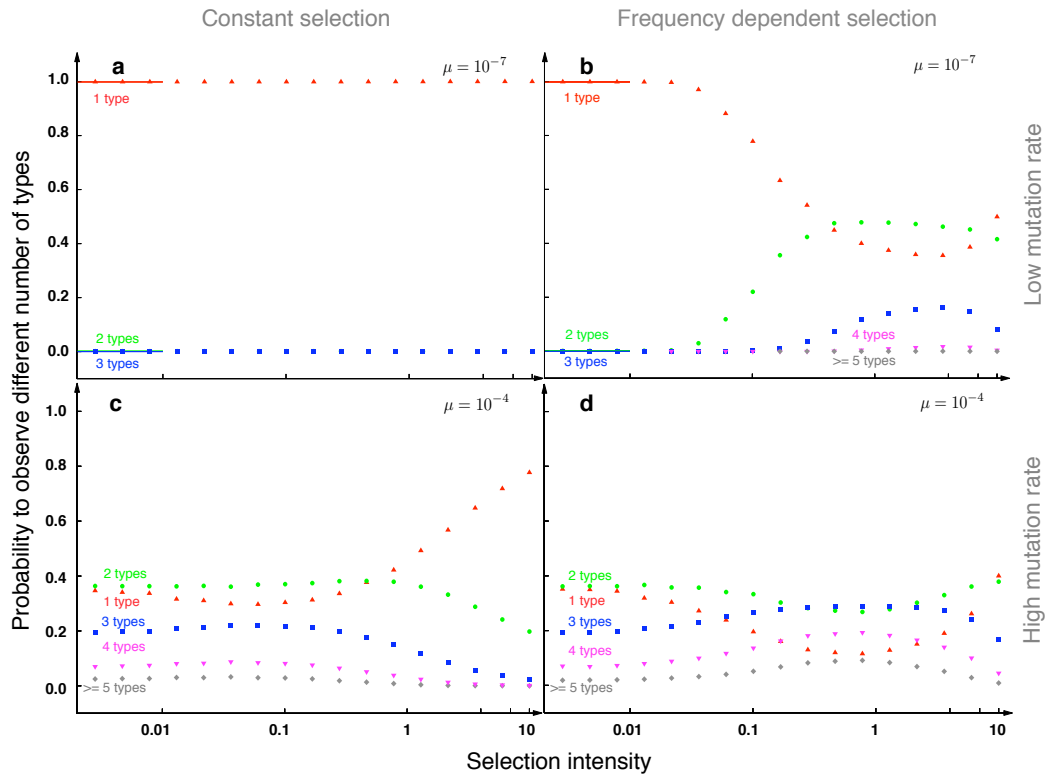 Constant selection
Frequency dependent selection
Probability to observe different number of types
a
μ = 10⁻⁷
1.0
0.8
0.6
0.4
0.2
0.0
1 type
2 types
3 types
b
μ = 10⁻⁷
1 type
2 types
3 types
4 types
>= 5 types
Low mutation rate
c
μ = 10⁻⁴
1.0
0.8
0.6
0.4
0.2
0.0
2 types
1 type
3 types
4 types
>= 5 types
0.01
0.1
1
10
d
μ = 10⁻⁴
2 types
1 type
3 types
4 types
>= 5 types
0.01
0.1
1
10
High mutation rate
Selection intensity